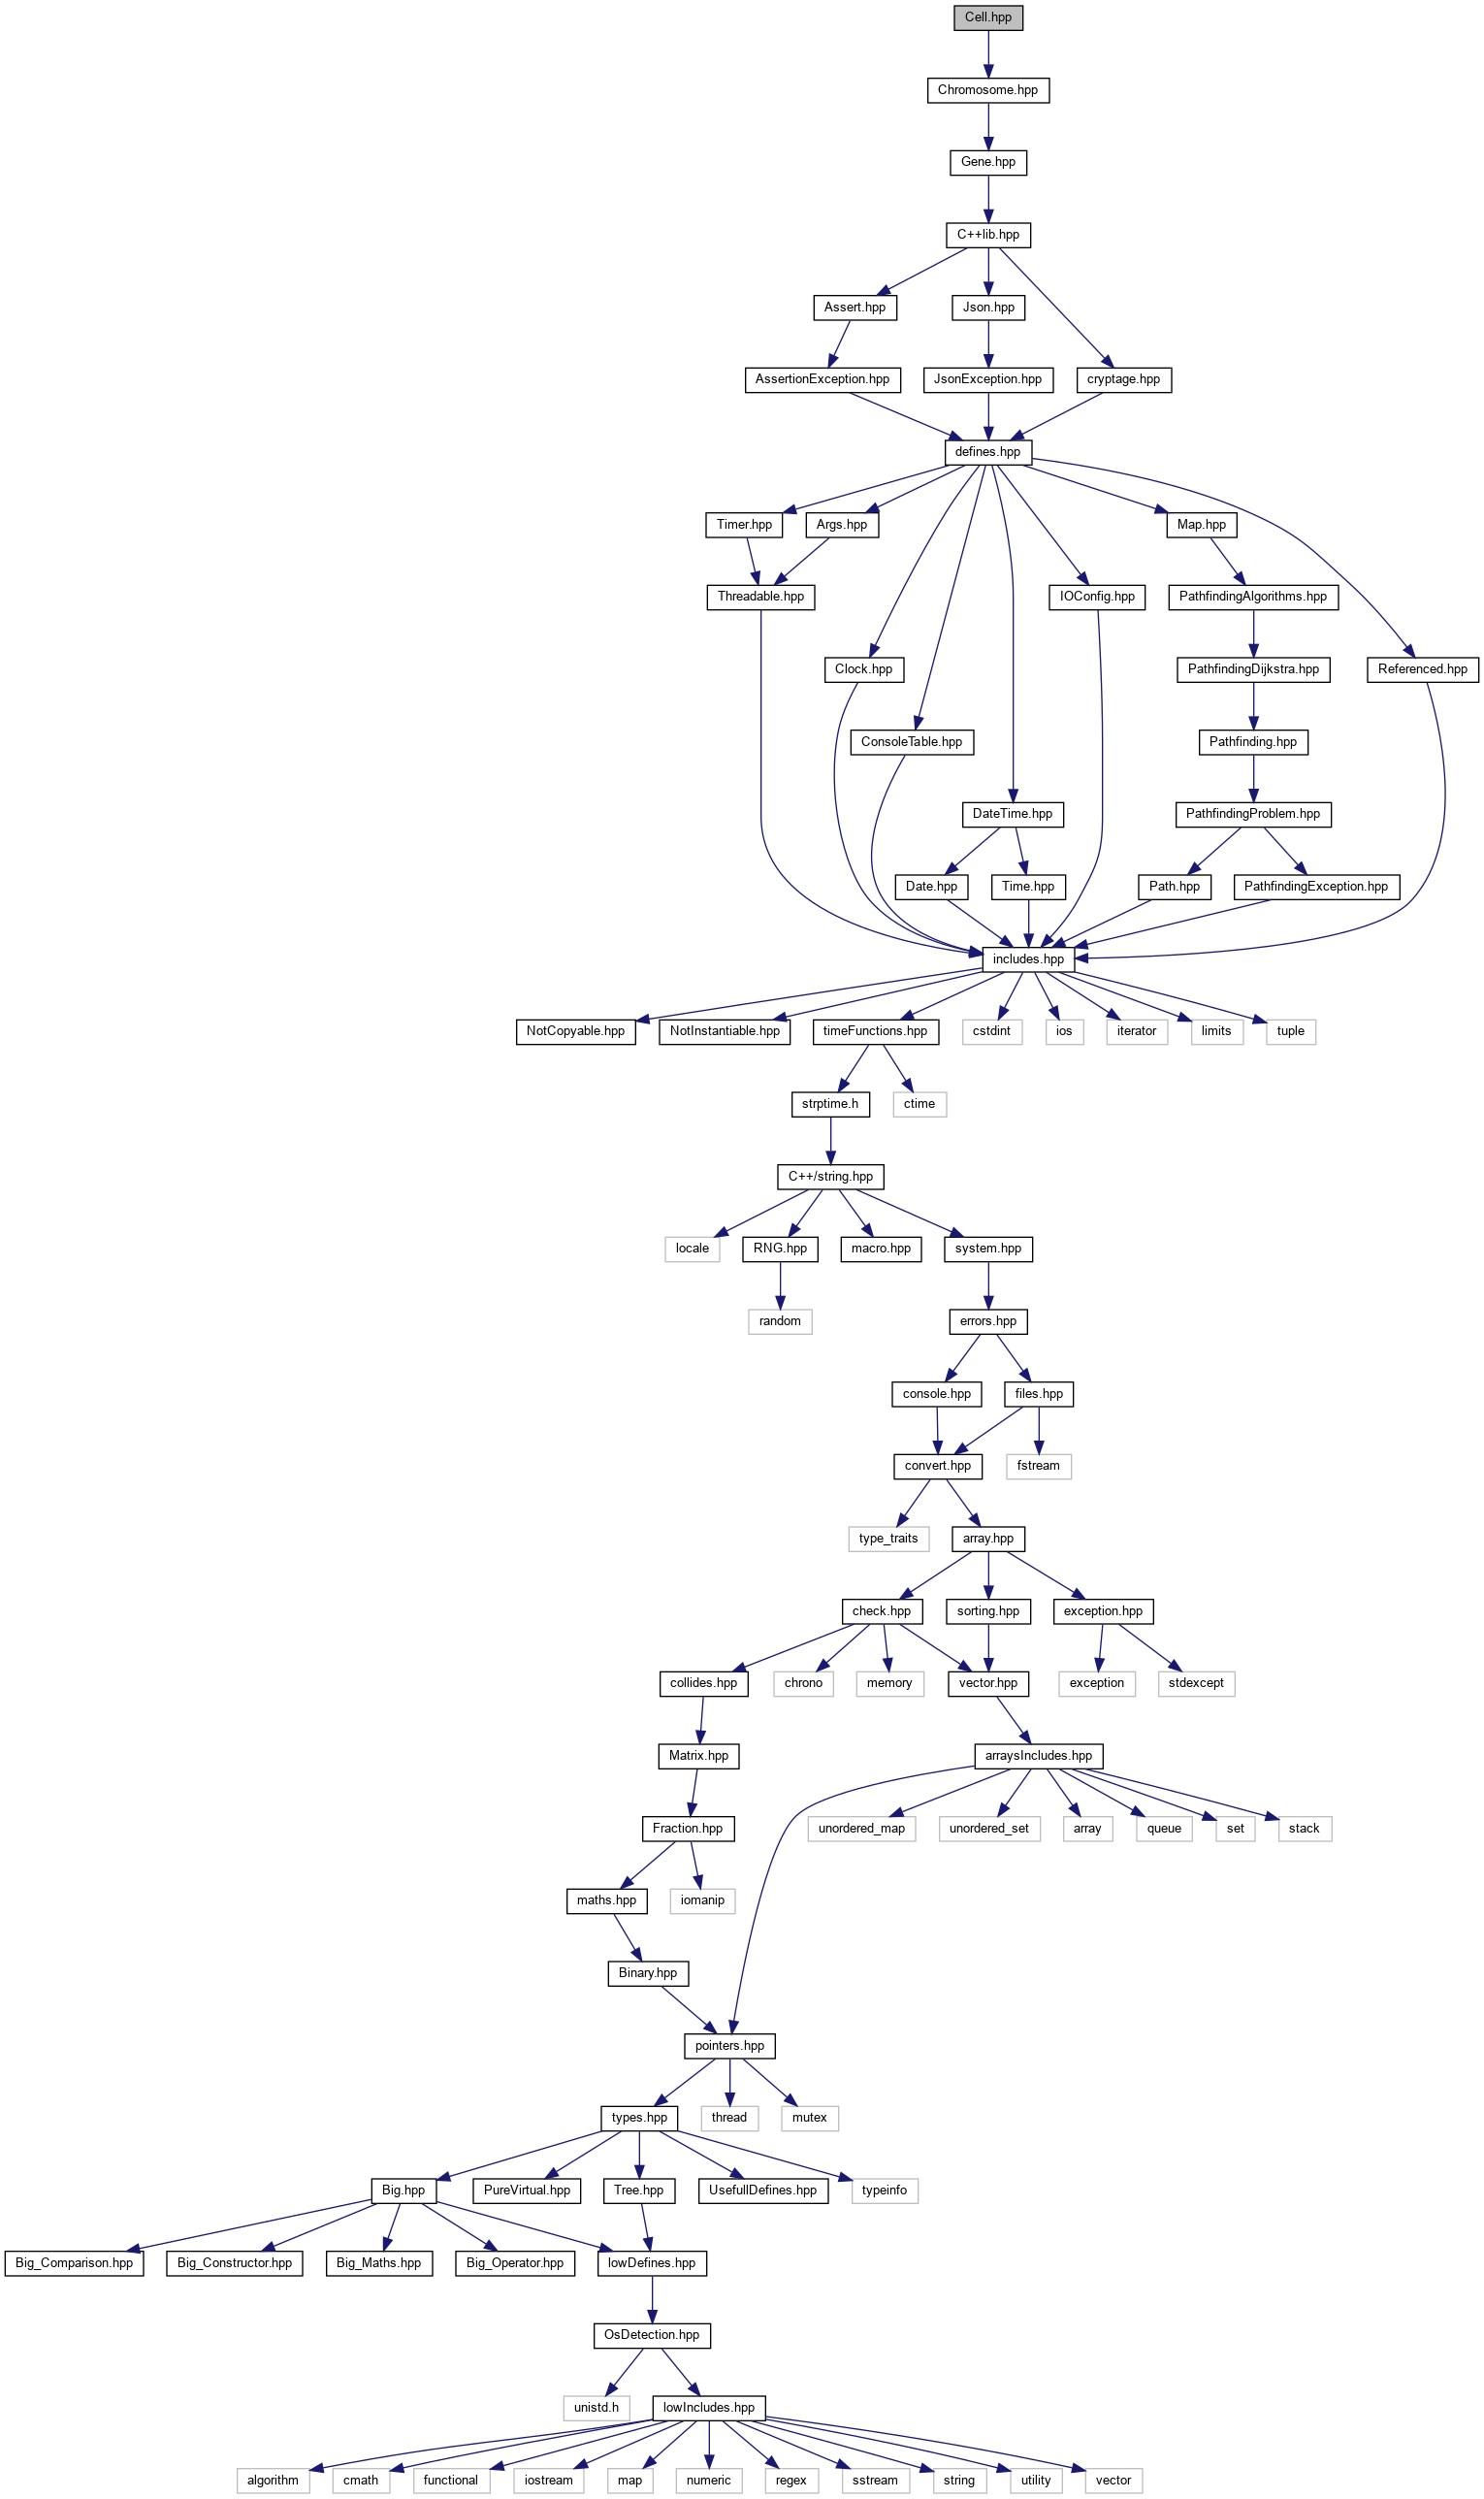 Cell.hpp
Chromosome.hpp
Gene.hpp
C++lib.hpp
Assert.hpp
Json.hpp
AssertionException.hpp
JsonException.hpp
cryptage.hpp
defines.hpp
Timer.hpp
Args.hpp
Map.hpp
Threadable.hpp
IOConfig.hpp
PathfindingAlgorithms.hpp
Clock.hpp
PathfindingDijkstra.hpp
Referenced.hpp
ConsoleTable.hpp
Pathfinding.hpp
DateTime.hpp
PathfindingProblem.hpp
Date.hpp
Time.hpp
Path.hpp
PathfindingException.hpp
includes.hpp
NotCopyable.hpp
NotInstantiable.hpp
timeFunctions.hpp
cstdint
ios
iterator
limits
tuple
strptime.h
ctime
C++/string.hpp
locale
RNG.hpp
macro.hpp
system.hpp
random
errors.hpp
console.hpp
files.hpp
convert.hpp
fstream
type_traits
array.hpp
check.hpp
sorting.hpp
exception.hpp
collides.hpp
chrono
memory
vector.hpp
exception
stdexcept
Matrix.hpp
arraysIncludes.hpp
Fraction.hpp
unordered_map
unordered_set
array
queue
set
stack
maths.hpp
iomanip
Binary.hpp
pointers.hpp
types.hpp
thread
mutex
Big.hpp
PureVirtual.hpp
Tree.hpp
UsefullDefines.hpp
typeinfo
Big_Comparison.hpp
Big_Constructor.hpp
Big_Maths.hpp
Big_Operator.hpp
lowDefines.hpp
OsDetection.hpp
unistd.h
lowIncludes.hpp
algorithm
cmath
functional
iostream
map
numeric
regex
sstream
string
utility
vector